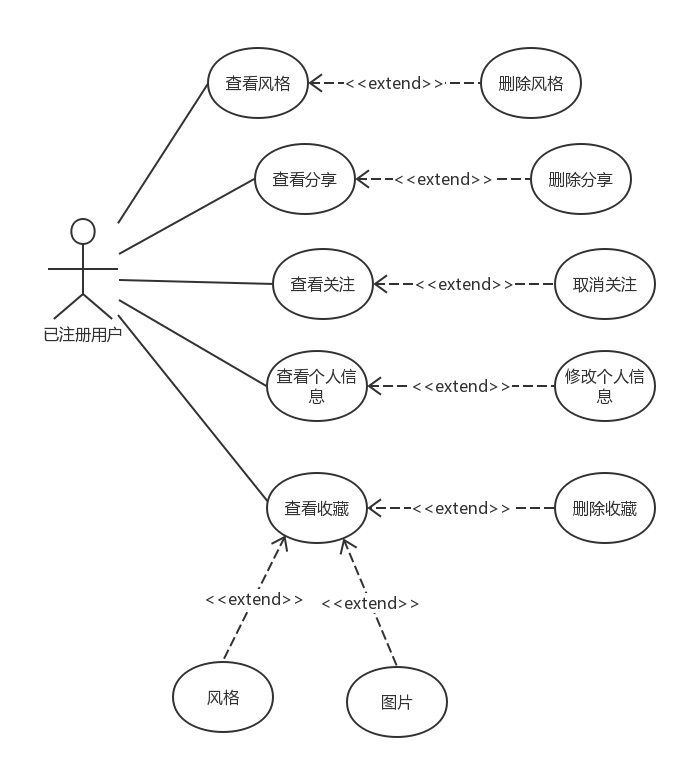 查看风格
<<extend>>
删除风格
查看分享
<<extend>>
删除分享
查看关注
<<extend>>
取消关注
已注册用户
查看个人信
息
<<extend>>
修改个人信
息
查看收藏
<<extend>>
删除收藏
<<extend>>
<<extend>>
风格
图片